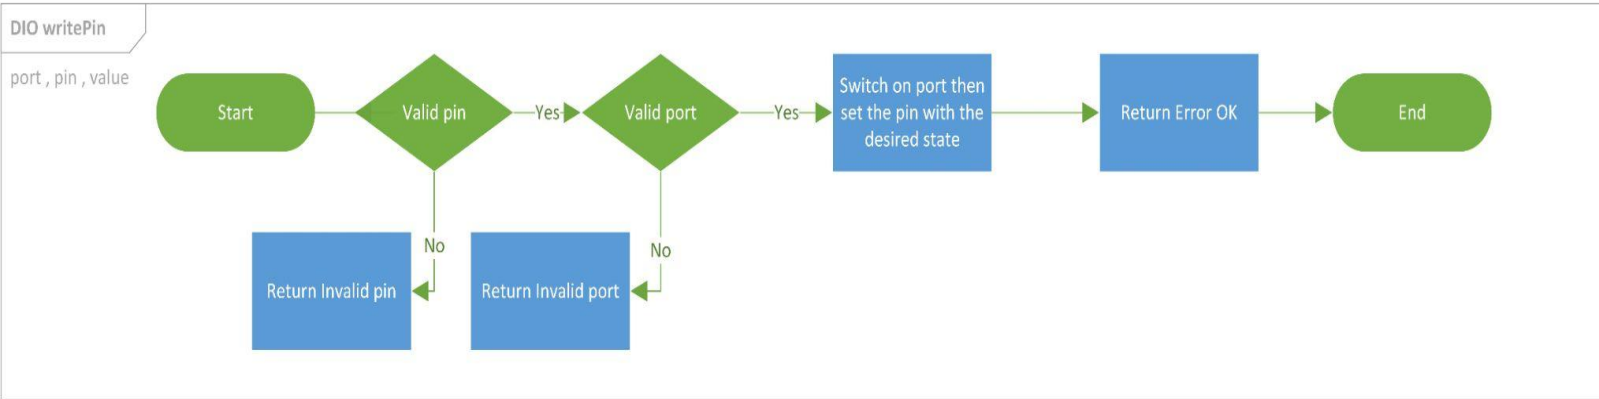 DIO writePin
port , pin , value
Start
Valid pin
Yes
Valid port
Yes
Switch on port then
set the pin with the
desired state
Return Error OK
End
No
No
Return Invalid pin
Return Invalid port